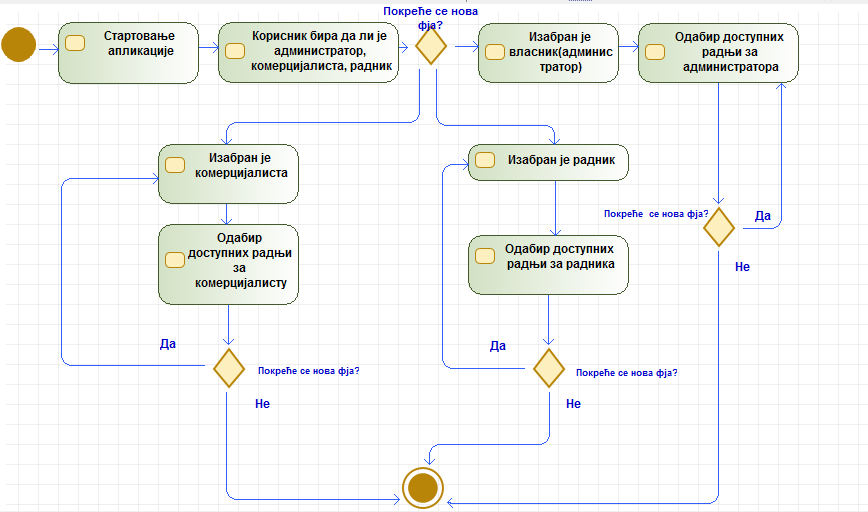 Покреће се нова
фја?
Стартовање
апликације
Корисник бира да ли је
администратор,
комерцијалиста, радник
Изабран је
власник(админис
тратор)
Одабир доступних
радњи за
администратора
Изабран је
комерцијалиста
Изабран је радник
Покреће се нова фја?
Да
Не
Одабир
доступних радњи
за
комерцијалисту
Одабир доступних
радњи за радника
Да
Покреће се нова фја?
Не
Да
Покреће се нова фја?
Не